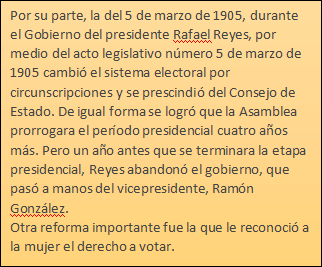 Por su parte, la del 5 de marzo de 1905, durante
el Gobierno del presidente Rafael Reyes, por
medio del acto legislativo número 5 de marzo de
1905 cambió el sistema electoral por
circunscripciones y se prescindió del Consejo de
Estado. De igual forma se logró que la Asamblea
prorrogara el período presidencial cuatro años
más. Pero un año antes que se terminara la etapa
presidencial, Reyes abandonó el gobierno, que
pasó a manos del vicepresidente, Ramón
González.
Otra reforma importante fue la que le reconoció a
la mujer el derecho a votar.